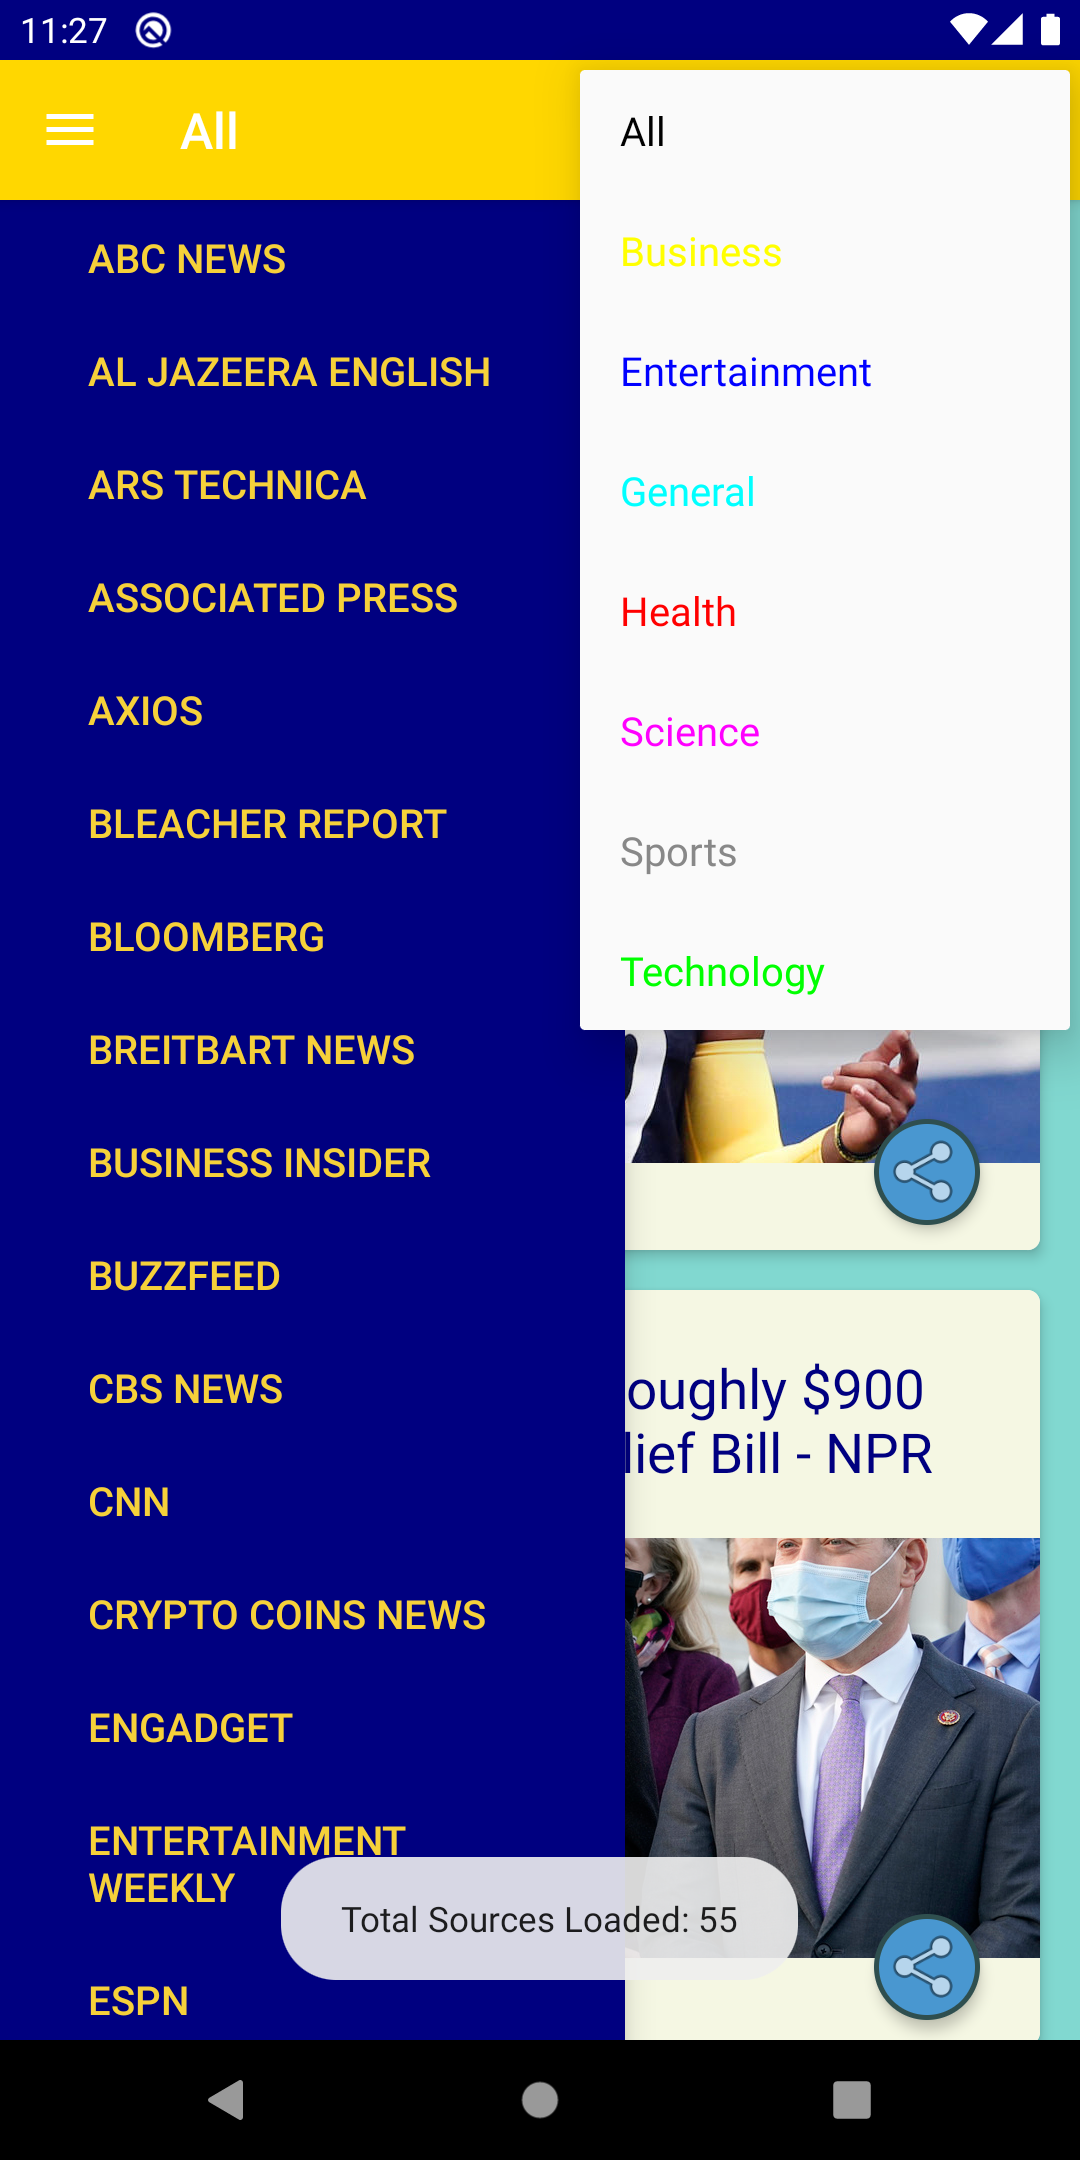 11:27
All
All
Business
Entertainment
General
Health
Science
Sports
Technology
ABC NEWS
AL JAZEERA ENGLISH
ARS TECHNICA
ASSOCIATED PRESS
AXIOS
BLEACHER REPORT
BLOOMBERG
BREITBART NEWS
BUSINESS INSIDER
BUZZFEED
CBS NEWS
CNN
CRYPTO COINS NEWS
ENGADGET
ENTERTAINMENT
WEEKLY
ESPN
oughly $900
lief Bill - NPR
Total Sources Loaded: 55